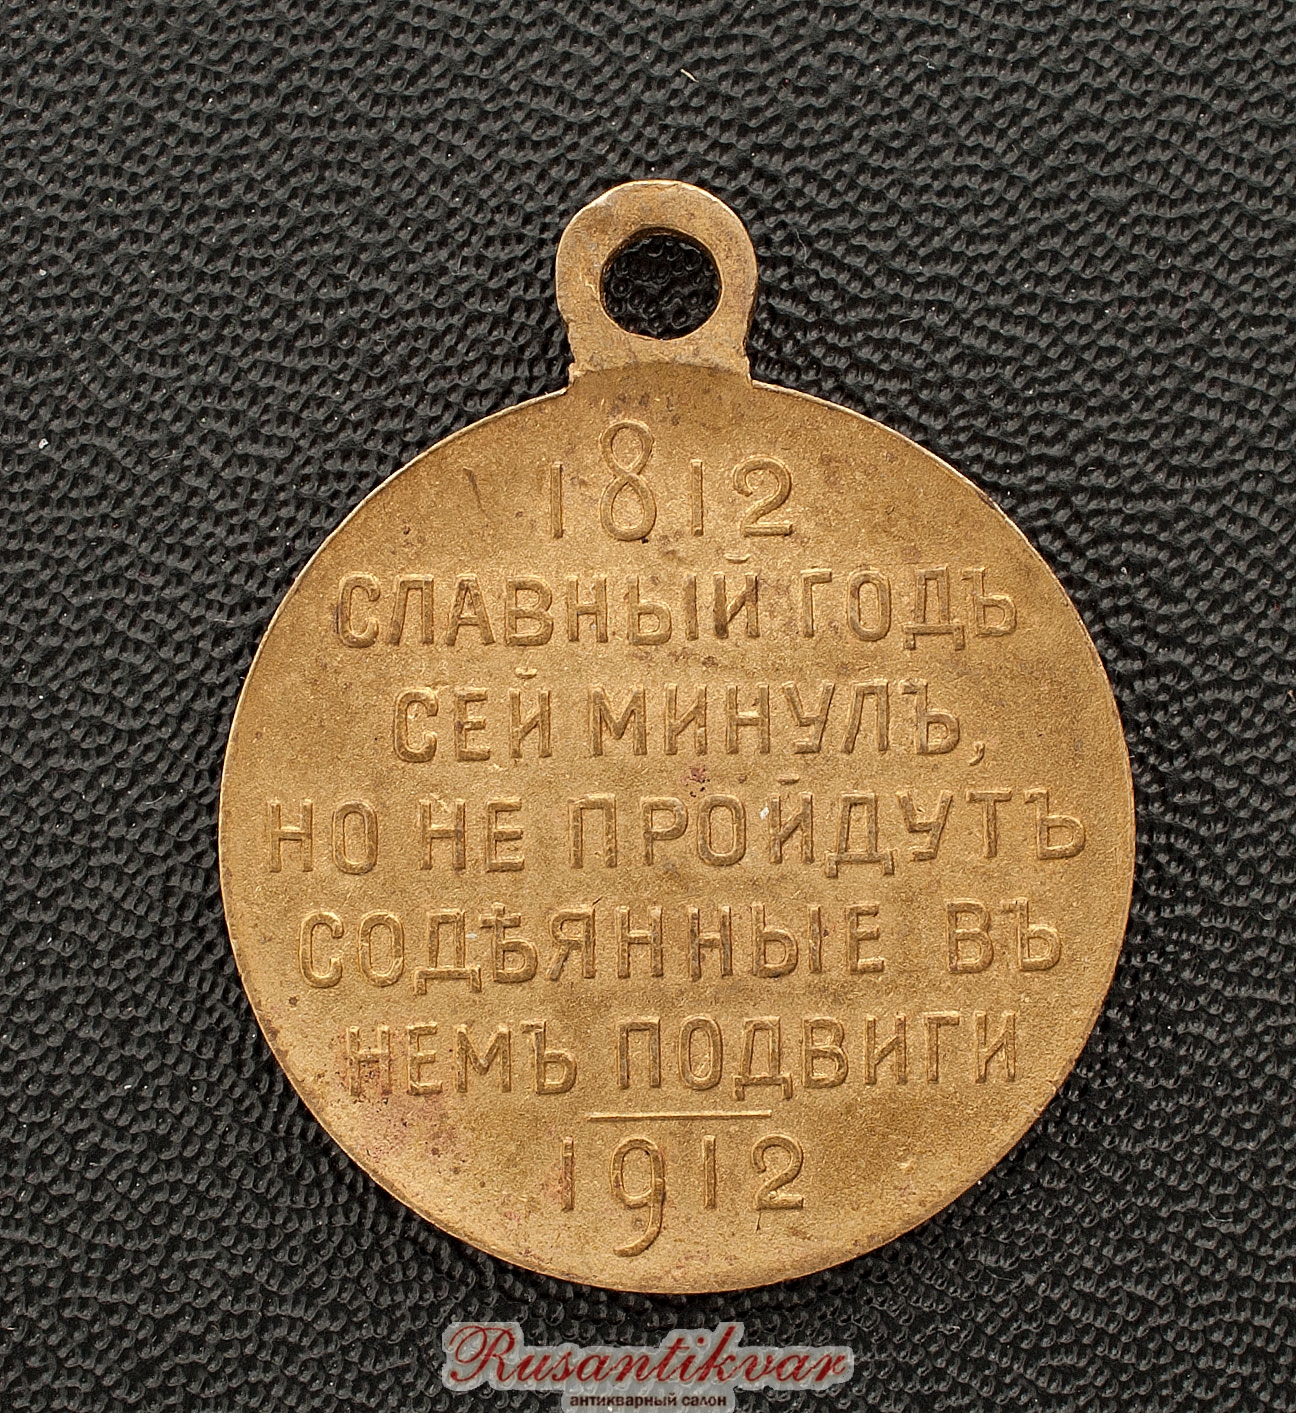 1812
СЛАВНЫЙ ГОДЪ
СЕЙ МИНУЛЪ,
НО НЕ ПРОЙДУТЪ
СОДѢЯННЫЕ ВЪ
НЕМЪ ПОДВИГИ
1912
Rusantikvar
антикварный салон